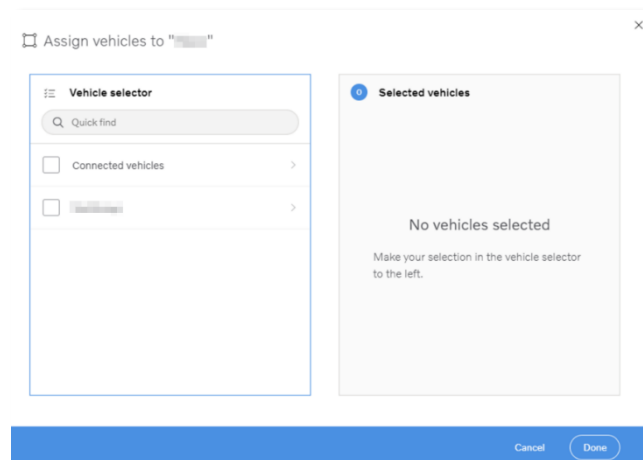 Assign vehicles to " "
Vehicle selector
Quick find
Connected vehicles
0 Selected vehicles
No vehicles selected
Make your selection in the vehicle selector
to the left.
Cancel
Done